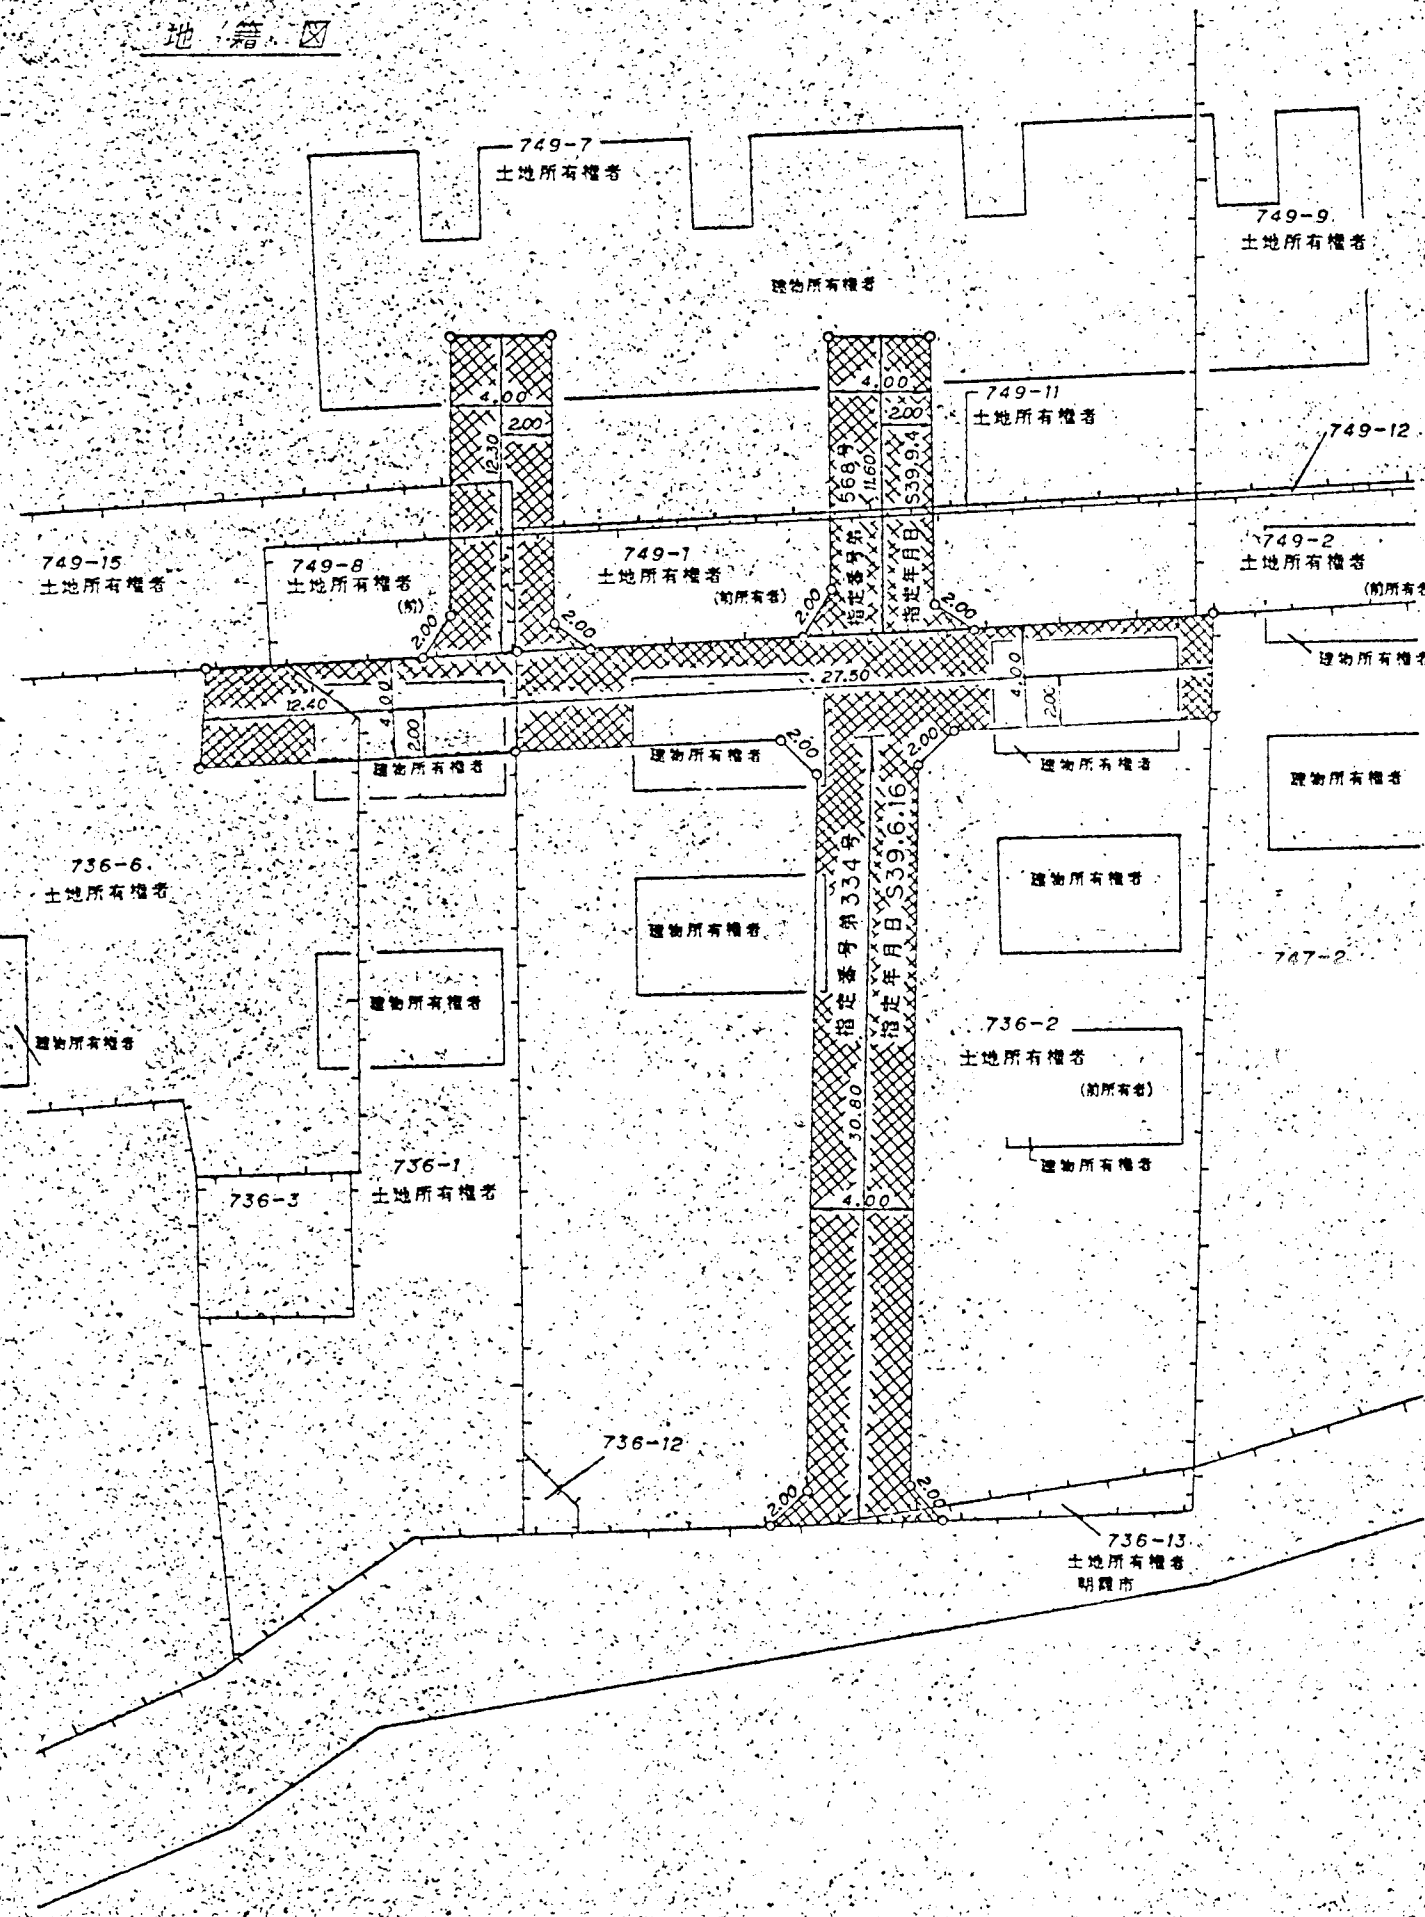 地籍図
749-7
土地所有権者
749-9
土地所有権者
建物所有権者
4.00
2.00
12.30
4.00
2.00
11.60
指定番号第 568号
指定年月日 S39.9.4
749-11
土地所有権者
749-12
749-15
土地所有権者
749-8
土地所有権者
(前)
749-1
土地所有権者
(前所有者)
749-2
土地所有権者
(前所有者
建物所有権者
2.00
2.00
2.00
2.00
12.40
4.00
2.00
27.50
4.00
2.00
建物所有権者
建物所有権者
2.00
2.00
建物所有権者
建物所有権者
736-6
土地所有権者
建物所有権者
建物所有権者
建物所有権者
建物所有権者
指定番号第334号
指定年月日 S39.6.16
30.80
4.00
747-2
736-2
土地所有権者
(前所有者)
建物所有権者
736-1
土地所有権者
736-3
736-12
2.00
2.00
736-13
土地所有権者
朝霞市